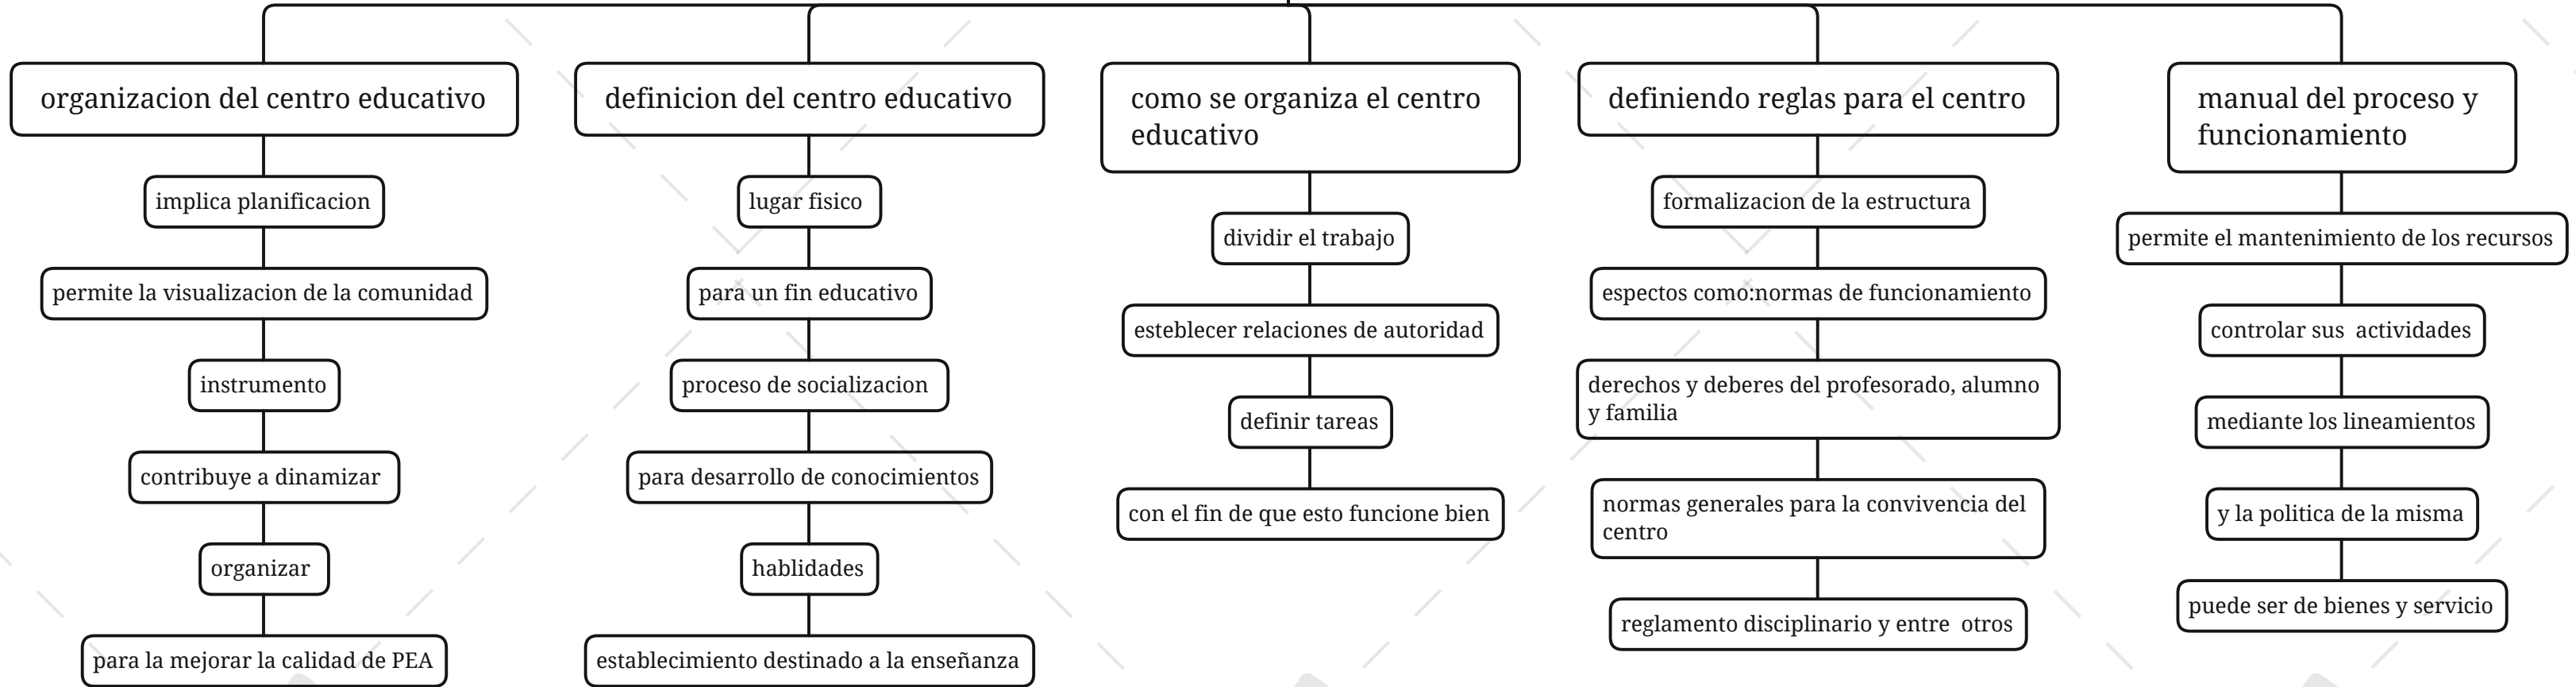 organizacion del centro educativo
implica planificacion
permite la visualizacion de la comunidad
instrumento
contribuye a dinamizar
organizar
para la mejorar la calidad de PEA
definicion del centro educativo
lugar fisico
para un fin educativo
proceso de socializacion
para desarrollo de conocimientos
hablidades
establecimiento destinado a la enseñanza
como se organiza el centro
educativo
dividir el trabajo
esteblecer relaciones de autoridad
definir tareas
con el fin de que esto funcione bien
definiendo reglas para el centro
formalizacion de la estructura
espectos como:normas de funcionamiento
derechos y deberes del profesorado, alumno
y familia
normas generales para la convivencia del
centro
reglamento disciplinario y entre  otros
manual del proceso y
funcionamiento
permite el mantenimiento de los recursos
controlar sus  actividades
mediante los lineamientos
y la politica de la misma
puede ser de bienes y servicio